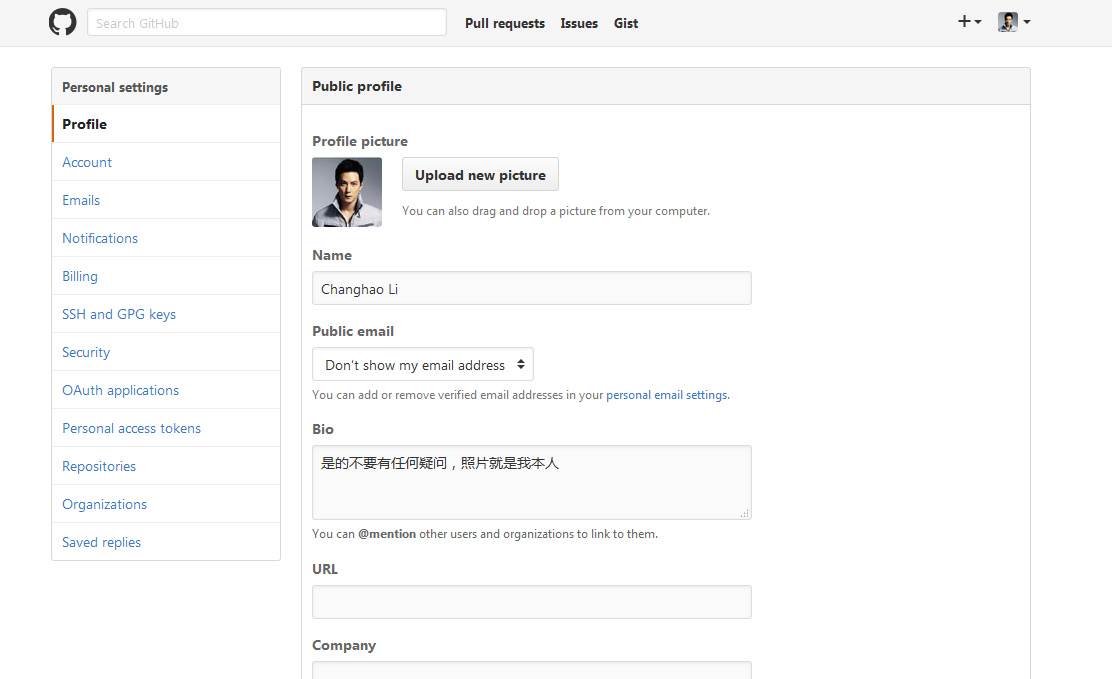 Search GitHub
Pull requests
Issues
Gist
Personal settings
Profile
Account
Emails
Notifications
Billing
SSH and GPG keys
Security
OAuth applications
Personal access tokens
Repositories
Organizations
Saved replies
Public profile
Profile picture
Upload new picture
You can also drag and drop a picture from your computer.
Name
Changhao Li
Public email
Don't show my email address
You can add or remove verified email addresses in your personal email settings.
Bio
是的不要有任何疑问，照片就是我本人
You can @mention other users and organizations to link to them.
URL
Company